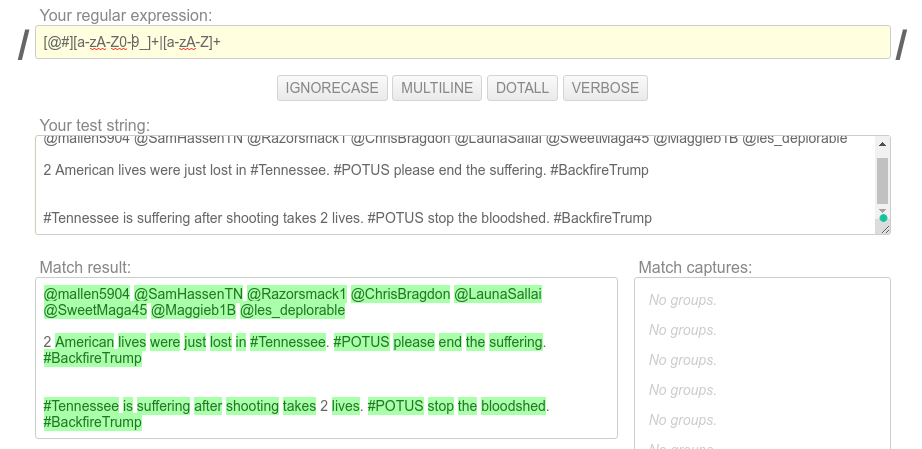 Your regular expression:
/ [@#][a-zA-Z0-9_]+|[a-zA-Z]+ /
IGNORECASE MULTILINE DOTALL VERBOSE
Your test string:
@mallen5904 @SamHassenTN @Razorsmack1 @ChrisBragdon @LaunaSallai @SweetMaga45 @Maggieb1B @les_deplorable
2 American lives were just lost in #Tennessee. #POTUS please end the suffering. #BackfireTrump
#Tennessee is suffering after shooting takes 2 lives. #POTUS stop the bloodshed. #BackfireTrump
Match result:
@mallen5904 @SamHassenTN @Razorsmack1 @ChrisBragdon @LaunaSallai
@SweetMaga45 @Maggieb1B @les_deplorable
2 American lives were just lost in #Tennessee. #POTUS please end the suffering.
#BackfireTrump
#Tennessee is suffering after shooting takes 2 lives. #POTUS stop the bloodshed.
#BackfireTrump
Match captures:
No groups.
No groups.
No groups.
No groups.
No groups.
No groups.